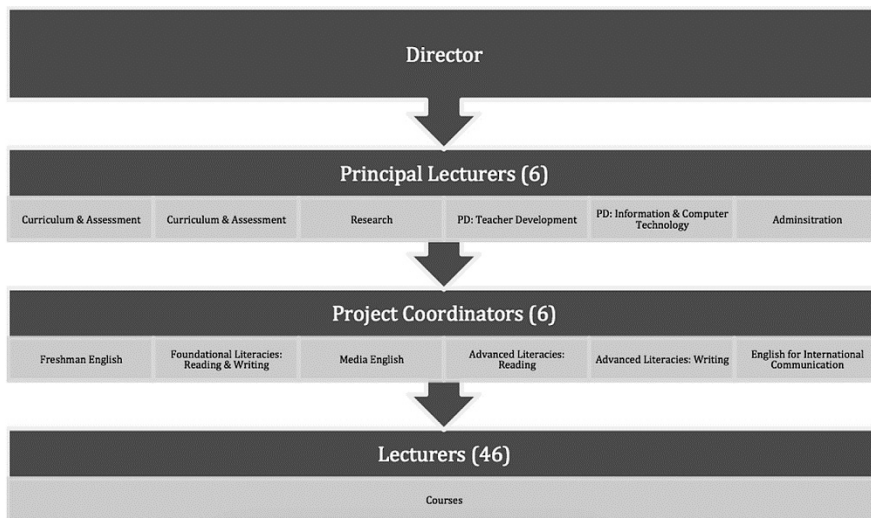 Director
Principal Lecturers (6)
Curriculum & Assessment
Curriculum & Assessment
Research
PD: Teacher Development
PD: Information & Computer
Technology
Adminsitration
Project Coordinators (6)
Freshman English
Foundational Literacies:
Reading & Writing
Media English
Advanced Literacies:
Reading
Advanced Literacies: Writing
English for International
Communication
Lecturers (46)
Courses